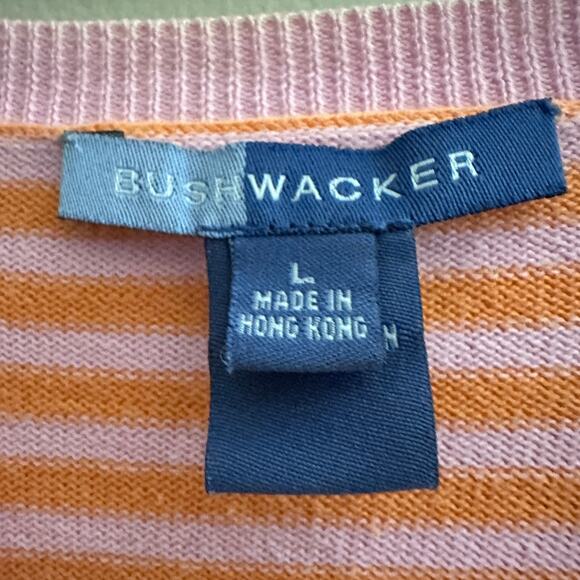 BUSHWACKER
L
MADE IN
HONG KONG
H